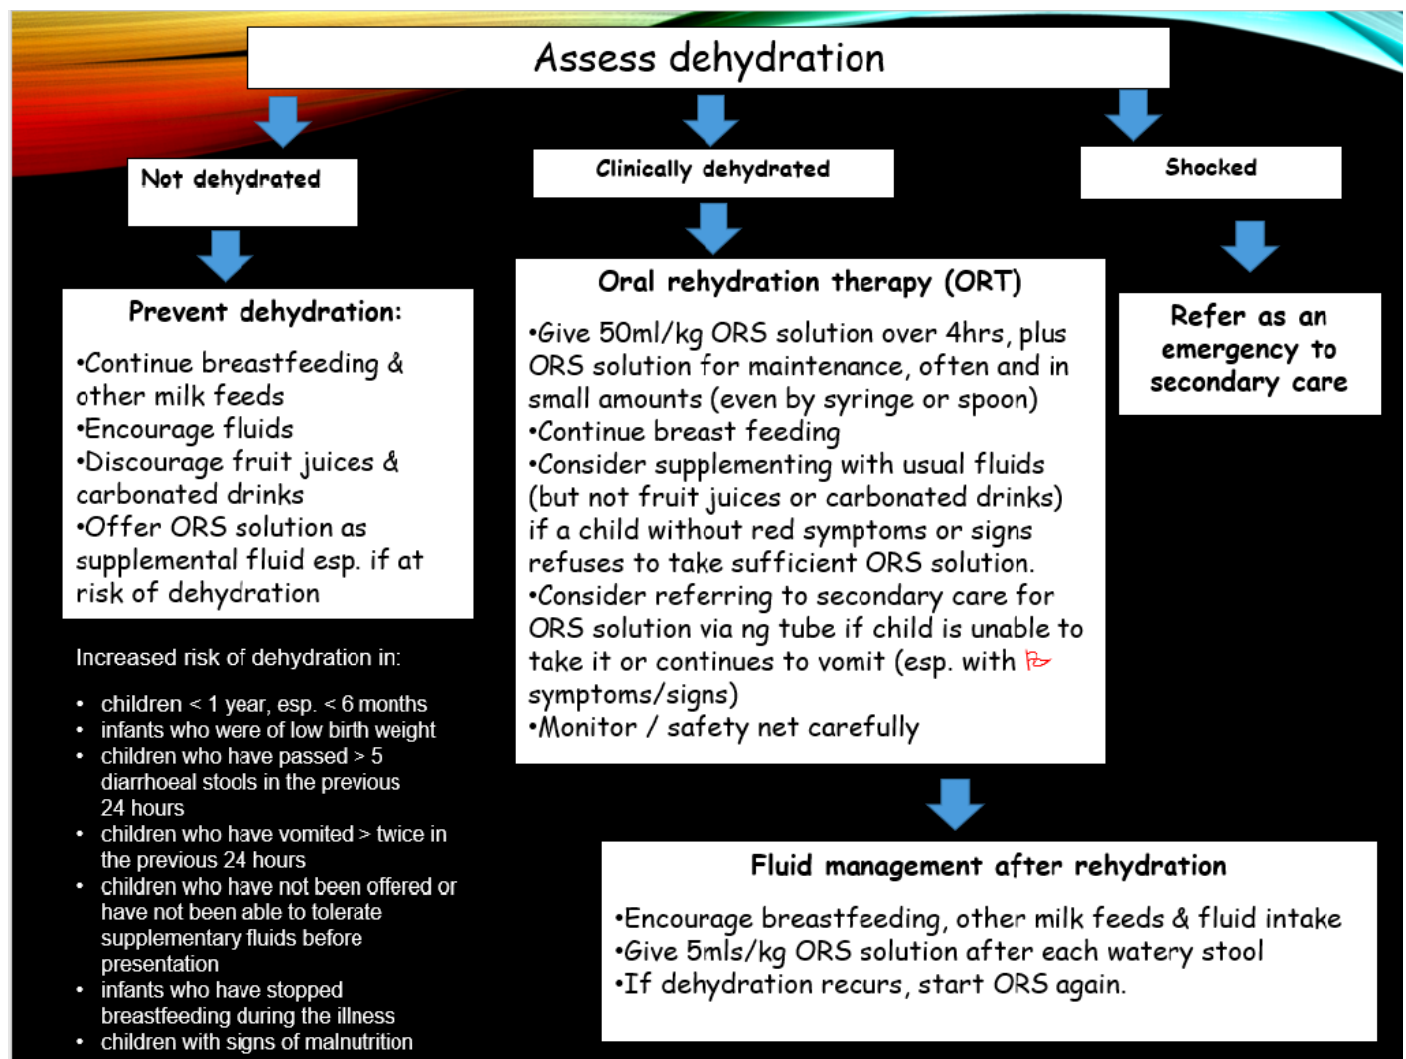 Assess dehydration
Not dehydrated
Clinically dehydrated
Shocked
Prevent dehydration:
•Continue breastfeeding &
other milk feeds
•Encourage fluids
•Discourage fruit juices &
carbonated drinks
•Offer ORS solution as
supplemental fluid esp. if at
risk of dehydration
Increased risk of dehydration in:
• children < 1 year, esp. < 6 months
• infants who were of low birth weight
• children who have passed > 5
diarrhoeal stools in the previous
24 hours
• children who have vomited > twice in
the previous 24 hours
• children who have not been offered or
have not been able to tolerate
supplementary fluids before
presentation
• infants who have stopped
breastfeeding during the illness
• children with signs of malnutrition
Oral rehydration therapy (ORT)
•Give 50ml/kg ORS solution over 4hrs, plus
ORS solution for maintenance, often and in
small amounts (even by syringe or spoon)
•Continue breast feeding
•Consider supplementing with usual fluids
(but not fruit juices or carbonated drinks)
if a child without red symptoms or signs
refuses to take sufficient ORS solution.
•Consider referring to secondary care for
ORS solution via ng tube if child is unable to
take it or continues to vomit (esp. with
symptoms/signs)
•Monitor / safety net carefully
Refer as an
emergency to
secondary care
Fluid management after rehydration
•Encourage breastfeeding, other milk feeds & fluid intake
•Give 5mls/kg ORS solution after each watery stool
•If dehydration recurs, start ORS again.